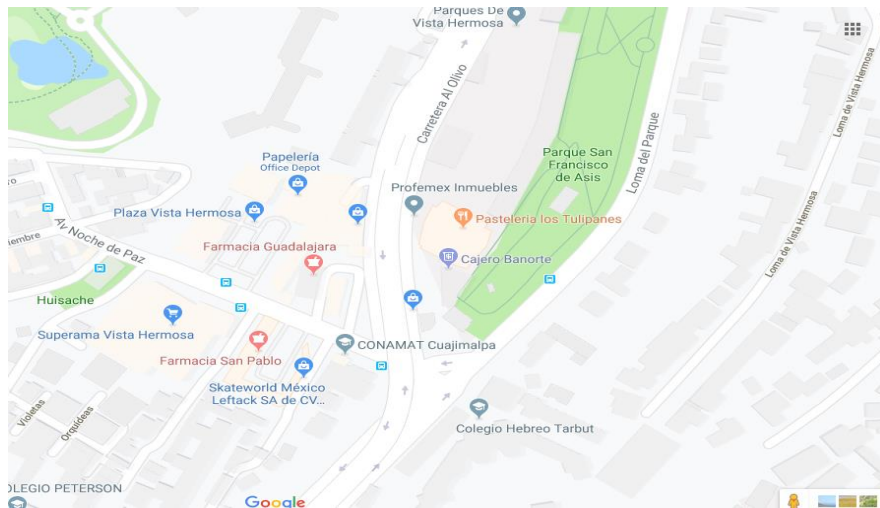 Parques De
Vista Hermosa
Carretera Al Olivo
Loma de Vista Hermosa
Papelería
Office Depot
Parque San
Francisco
de Asis
Loma del Parque
Profemex Inmuebles
Plaza Vista Hermosa
Pasteleria los Tulipanes
Loma de Vista Hermosa
Av Noche de Paz
Farmacia Guadalajara
Cajero Banorte
Huisache
Superama Vista Hermosa
CONAMAT Cuajimalpa
Farmacia San Pablo
Skateworld México
Leftack SA de CV...
Violetas
Orquídeas
Colegio Hebreo Tarbut
OLEGIO PETERSON
Google